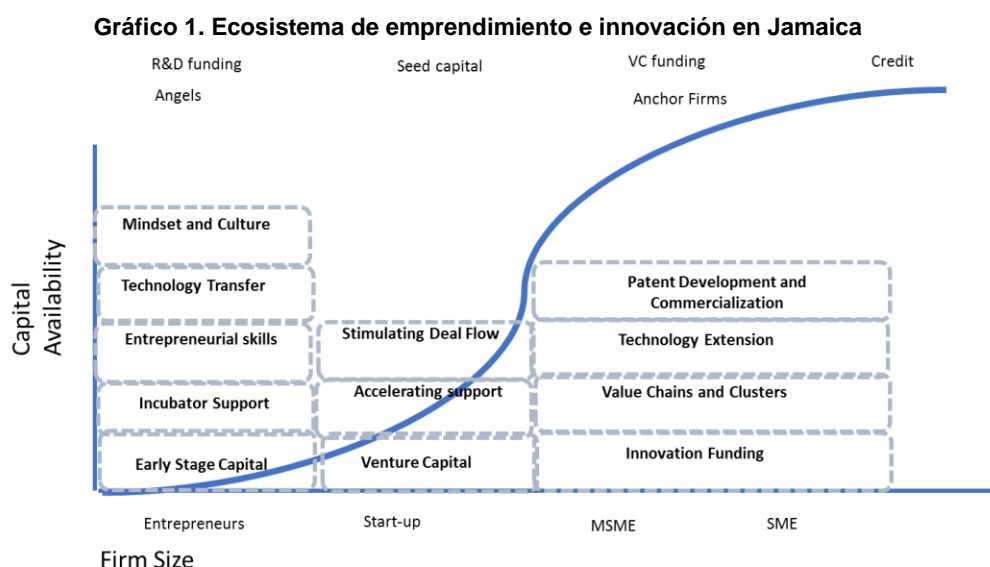 Gráfico 1. Ecosistema de emprendimiento e innovación en Jamaica
R&D funding
Seed capital
VC funding
Credit
Angels
Anchor Firms
Capital
Availability
Mindset and Culture
Technology Transfer
Entrepreneurial skills
Incubator Support
Early Stage Capital
Stimulating Deal Flow
Accelerating support
Venture Capital
Patent Development and
Commercialization
Technology Extension
Value Chains and Clusters
Innovation Funding
Entrepreneurs
Start-up
MSME
SME
Firm Size